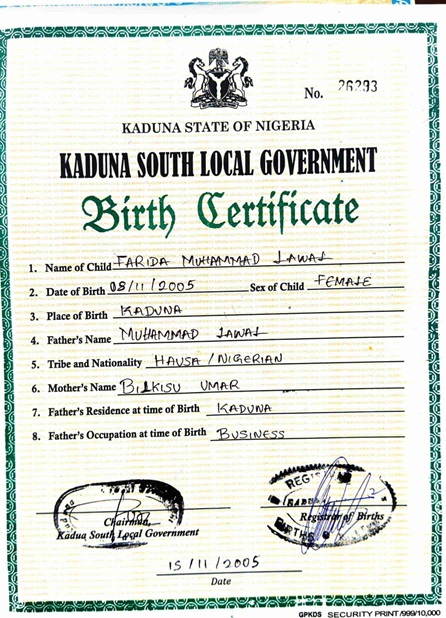 No. 26293
KADUNA STATE OF NIGERIA
KADUNA SOUTH LOCAL GOVERNMENT
Birth Certificate
1. Name of Child FARIDA MUHAMMAD LAWAL
2. Date of Birth 08/11/2005 Sex of Child FEMALE
3. Place of Birth KADUNA
4. Father's Name MUHAMMAD LAWAL
5. Tribe and Nationality HAUSA / NIGERIAN
6. Mother's Name BILKISU UMAR
7. Father's Residence at time of Birth KADUNA
8. Father's Occupation at time of Birth BUSINESS
Chairman,
Kaduna South Local Government
Registrar of Births
BIRTHS
15/11/2005
Date
GPKDS SECURITY PRINT/999/10,000